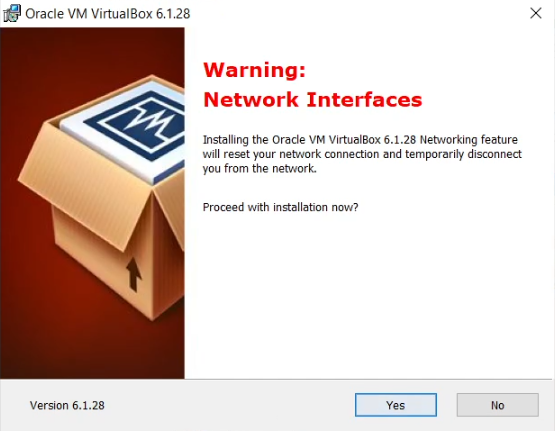 Oracle VM VirtualBox 6.1.28
Warning:
Network Interfaces
Installing the Oracle VM VirtualBox 6.1.28 Networking feature
will reset your network connection and temporarily disconnect
you from the network.
Proceed with installation now?
Version 6.1.28
Yes
No